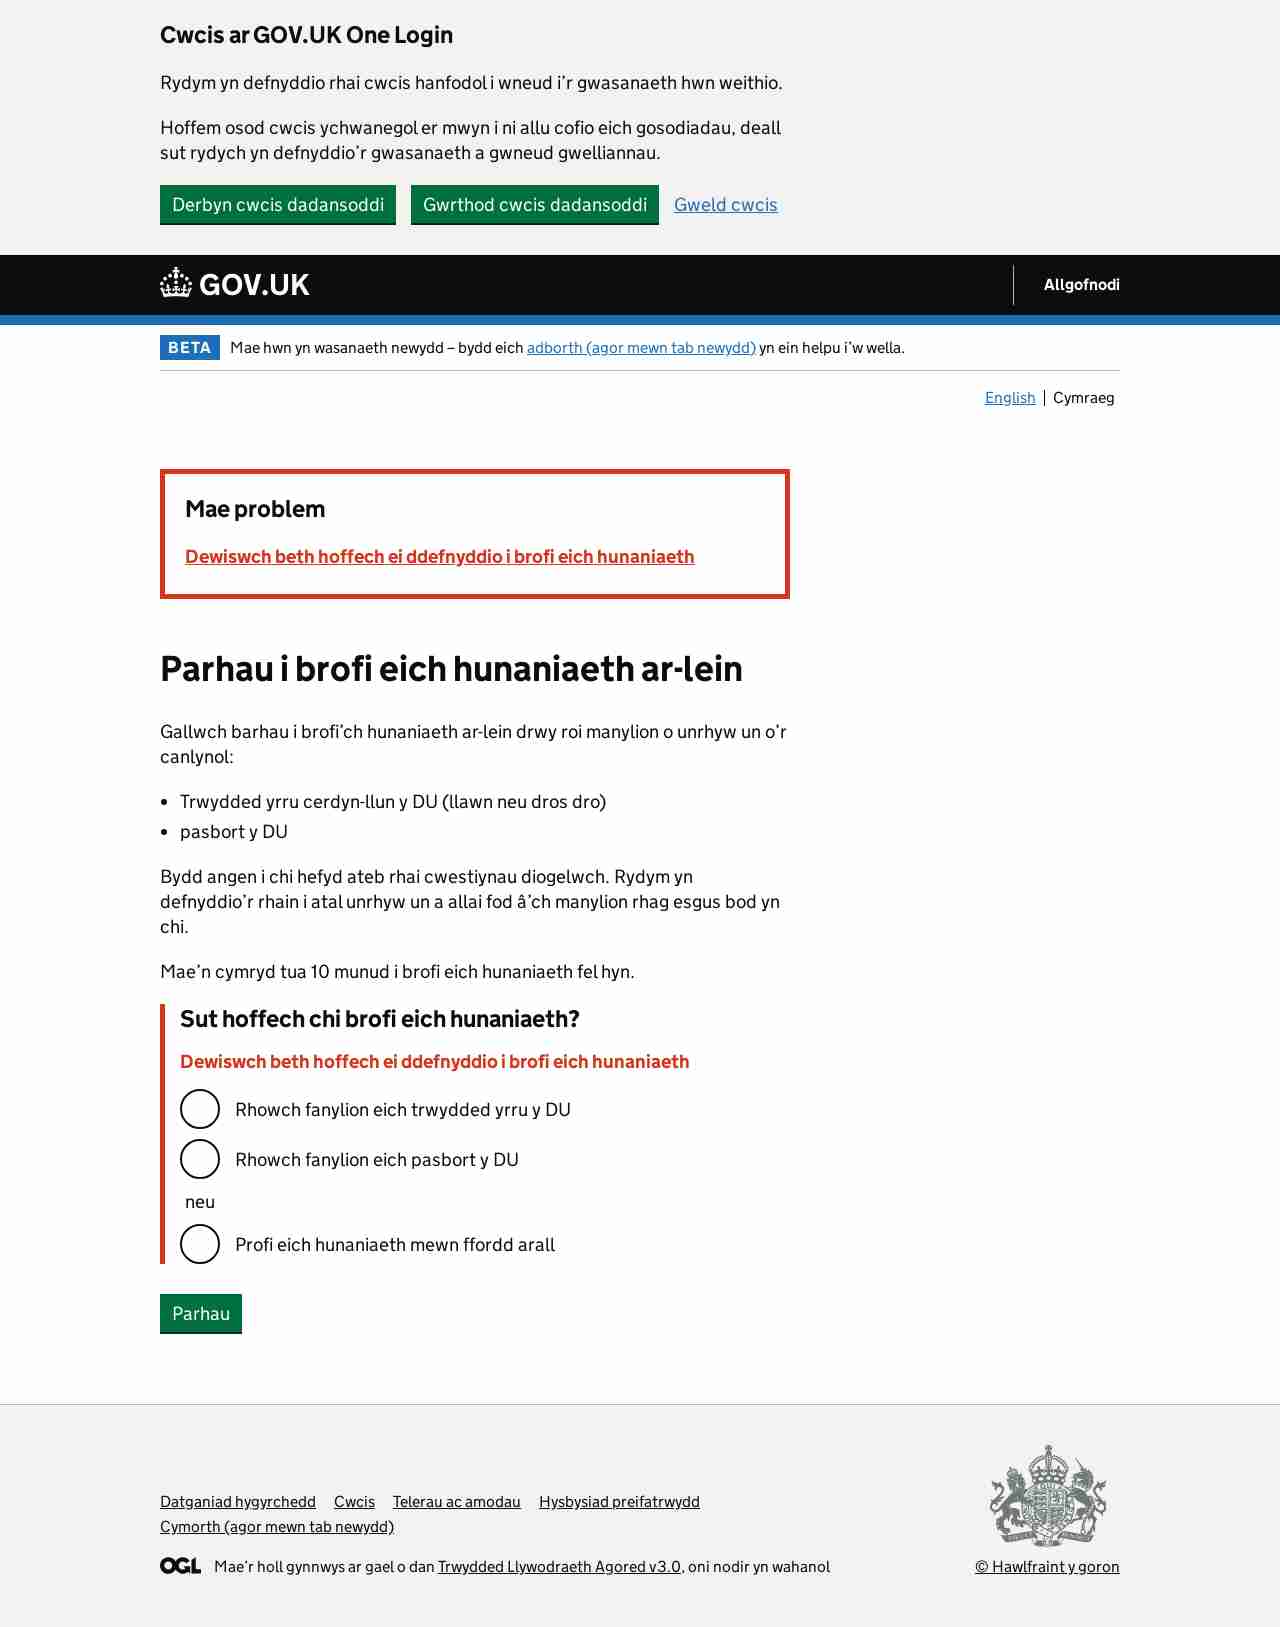 Cwcis ar GOV.UK One Login
Rydym yn defnyddio rhai cwcis hanfodol i wneud i’r gwasanaeth hwn weithio.
Hoffem osod cwcis ychwanegol er mwyn i ni allu cofio eich gosodiadau, deall
sut rydych yn defnyddio’r gwasanaeth a gwneud gwelliannau.
Derbyn cwcis dadansoddi Gwrthod cwcis dadansoddi Gweld cwcis
GOV.UK Allgofnodi
BETA Mae hwn yn wasanaeth newydd – bydd eich adborth (agor mewn tab newydd) yn ein helpu i’w wella.
English Cymraeg
Mae problem
Dewiswch beth hoffech ei ddefnyddio i brofi eich hunaniaeth
Parhau i brofi eich hunaniaeth ar-lein
Gallwch barhau i brofi’ch hunaniaeth ar-lein drwy roi manylion o unrhyw un o’r
canlynol:
• Trwydded yrru cerdyn-llun y DU (llawn neu dros dro)
• pasbort y DU
Bydd angen i chi hefyd ateb rhai cwestiynau diogelwch. Rydym yn
defnyddio’r rhain i atal unrhyw un a allai fod â’ch manylion rhag esgus bod yn
chi.
Mae’n cymryd tua 10 munud i brofi eich hunaniaeth fel hyn.
Sut hoffech chi brofi eich hunaniaeth?
Dewiswch beth hoffech ei ddefnyddio i brofi eich hunaniaeth
Rhowch fanylion eich trwydded yrru y DU
Rhowch fanylion eich pasbort y DU
neu
Profi eich hunaniaeth mewn ffordd arall
Parhau
Datganiad hygyrchedd Cwcis Telerau ac amodau Hysbysiad preifatrwydd
Cymorth (agor mewn tab newydd)
OGL Mae’r holl gynnwys ar gael o dan Trwydded Llywodraeth Agored v3.0, oni nodir yn wahanol
© Hawlfraint y goron